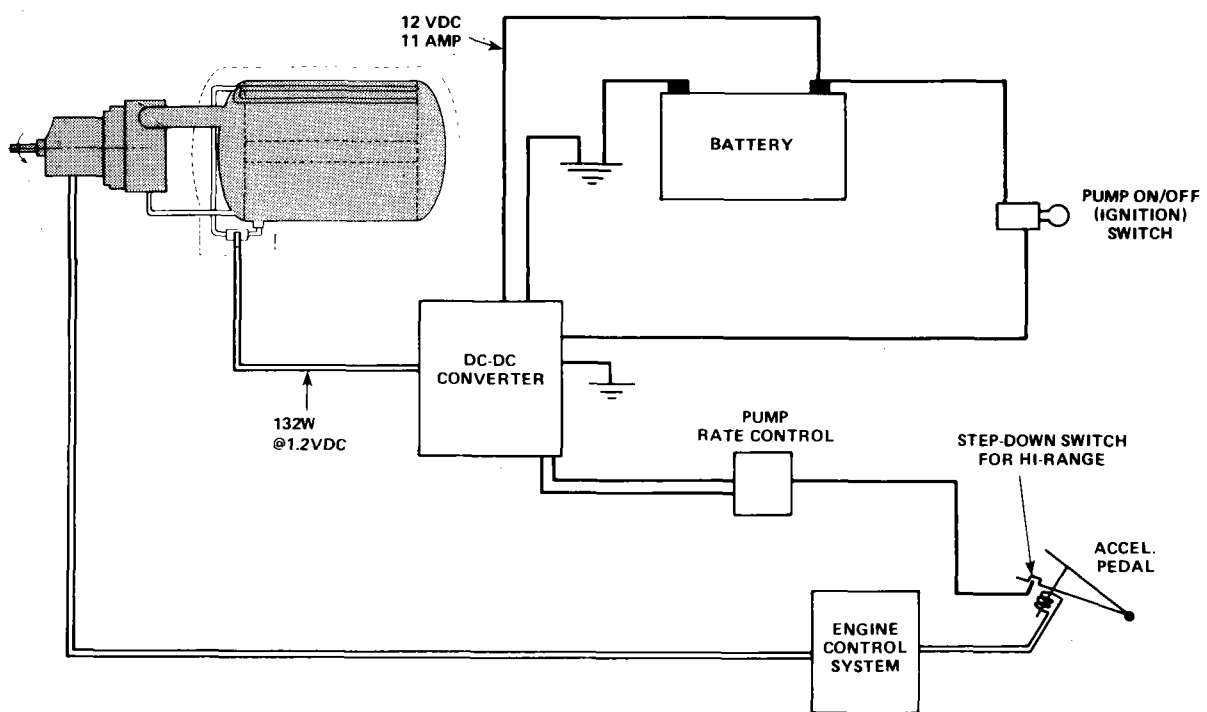 12 VDC
11 AMP
BATTERY
PUMP ON/OFF
(IGNITION)
SWITCH
DC-DC
CONVERTER
132W
@1.2VDC
PUMP
RATE CONTROL
STEP-DOWN SWITCH
FOR HI-RANGE
ACCEL.
PEDAL
ENGINE
CONTROL
SYSTEM